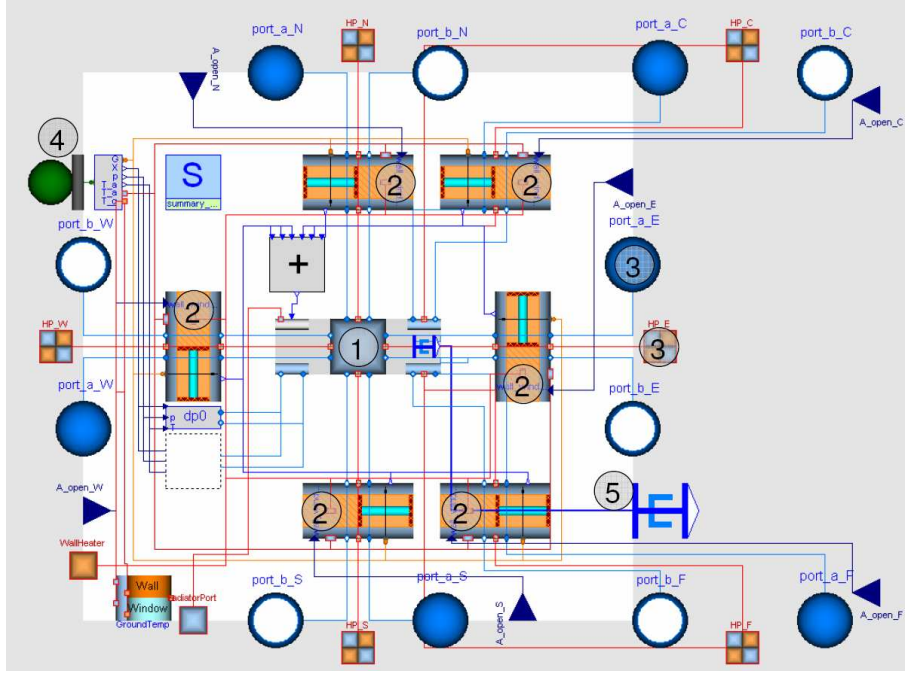 port_a_N
HP_N
port_b_N
port_a_C
HP_C
port_b_C
A_open_N
A_open_C
4
G
X
p
T_a
S
summary_...
2
2
A_open_E
port_b_W
port_a_E
+
3
2
HP_W
1
E
HP_E
3
port_a_W
2
dp0
p
T
port_b_E
A_open_W
5
E
2
2
WallHeater
Wall
Window
GroundTemp
adiatorPort
port_b_S
HP_S
port_a_S
A_open_S
port_b_F
HP_F
port_a_F
A_open_F